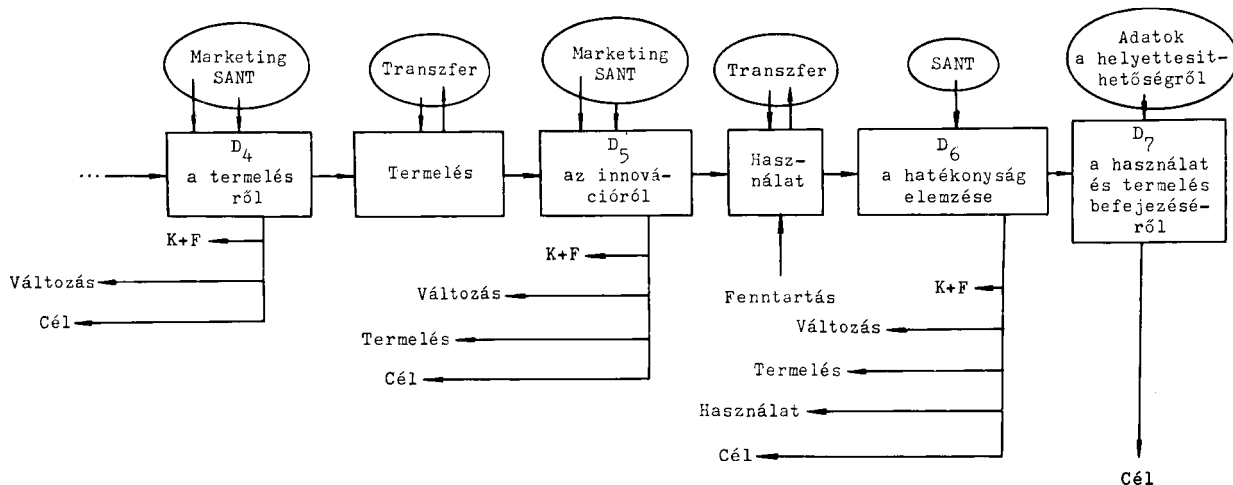 Marketing
SANT
Transzfer
Marketing
SANT
Transzfer
SANT
Adatok
a helyettesit-
hetőségről
... D4
a termelés
ről
Termelés
D5
az innová-
cióról
Hasz-
nálat
D6
a hatékonyság
elemzése
D7
a használat
és termelés
befejezésé-
ről
K+F
Változás
Cél
K+F
Változás
Termelés
Cél
Fenntartás
K+F
Változás
Termelés
Használat
Cél
Cél